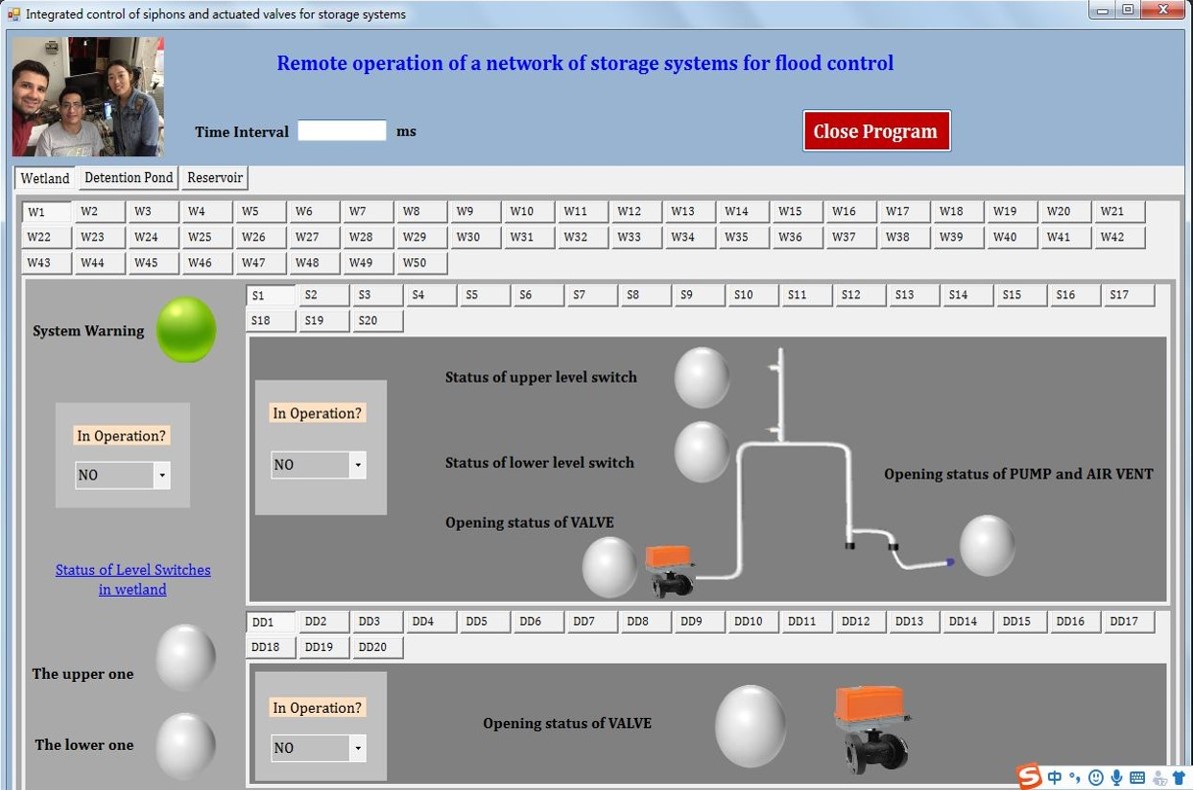 Integrated control of siphons and actuated valves for storage systems
Remote operation of a network of storage systems for flood control
Time Interval ms
Close Program
Wetland Detention Pond Reservoir
W1 W2 W3 W4 W5 W6 W7 W8 W9 W10 W11 W12 W13 W14 W15 W16 W17 W18 W19 W20 W21
W22 W23 W24 W25 W26 W27 W28 W29 W30 W31 W32 W33 W34 W35 W36 W37 W38 W39 W40 W41 W42
W43 W44 W45 W46 W47 W48 W49 W50
System Warning
In Operation?
NO
Status of Level Switches
in wetland
The upper one
The lower one
S1 S2 S3 S4 S5 S6 S7 S8 S9 S10 S11 S12 S13 S14 S15 S16 S17
S18 S19 S20
In Operation?
NO
Status of upper level switch
Status of lower level switch
Opening status of VALVE
Opening status of PUMP and AIR VENT
DD1 DD2 DD3 DD4 DD5 DD6 DD7 DD8 DD9 DD10 DD11 DD12 DD13 DD14 DD15 DD16 DD17
DD18 DD19 DD20
In Operation?
NO
Opening status of VALVE
S 中